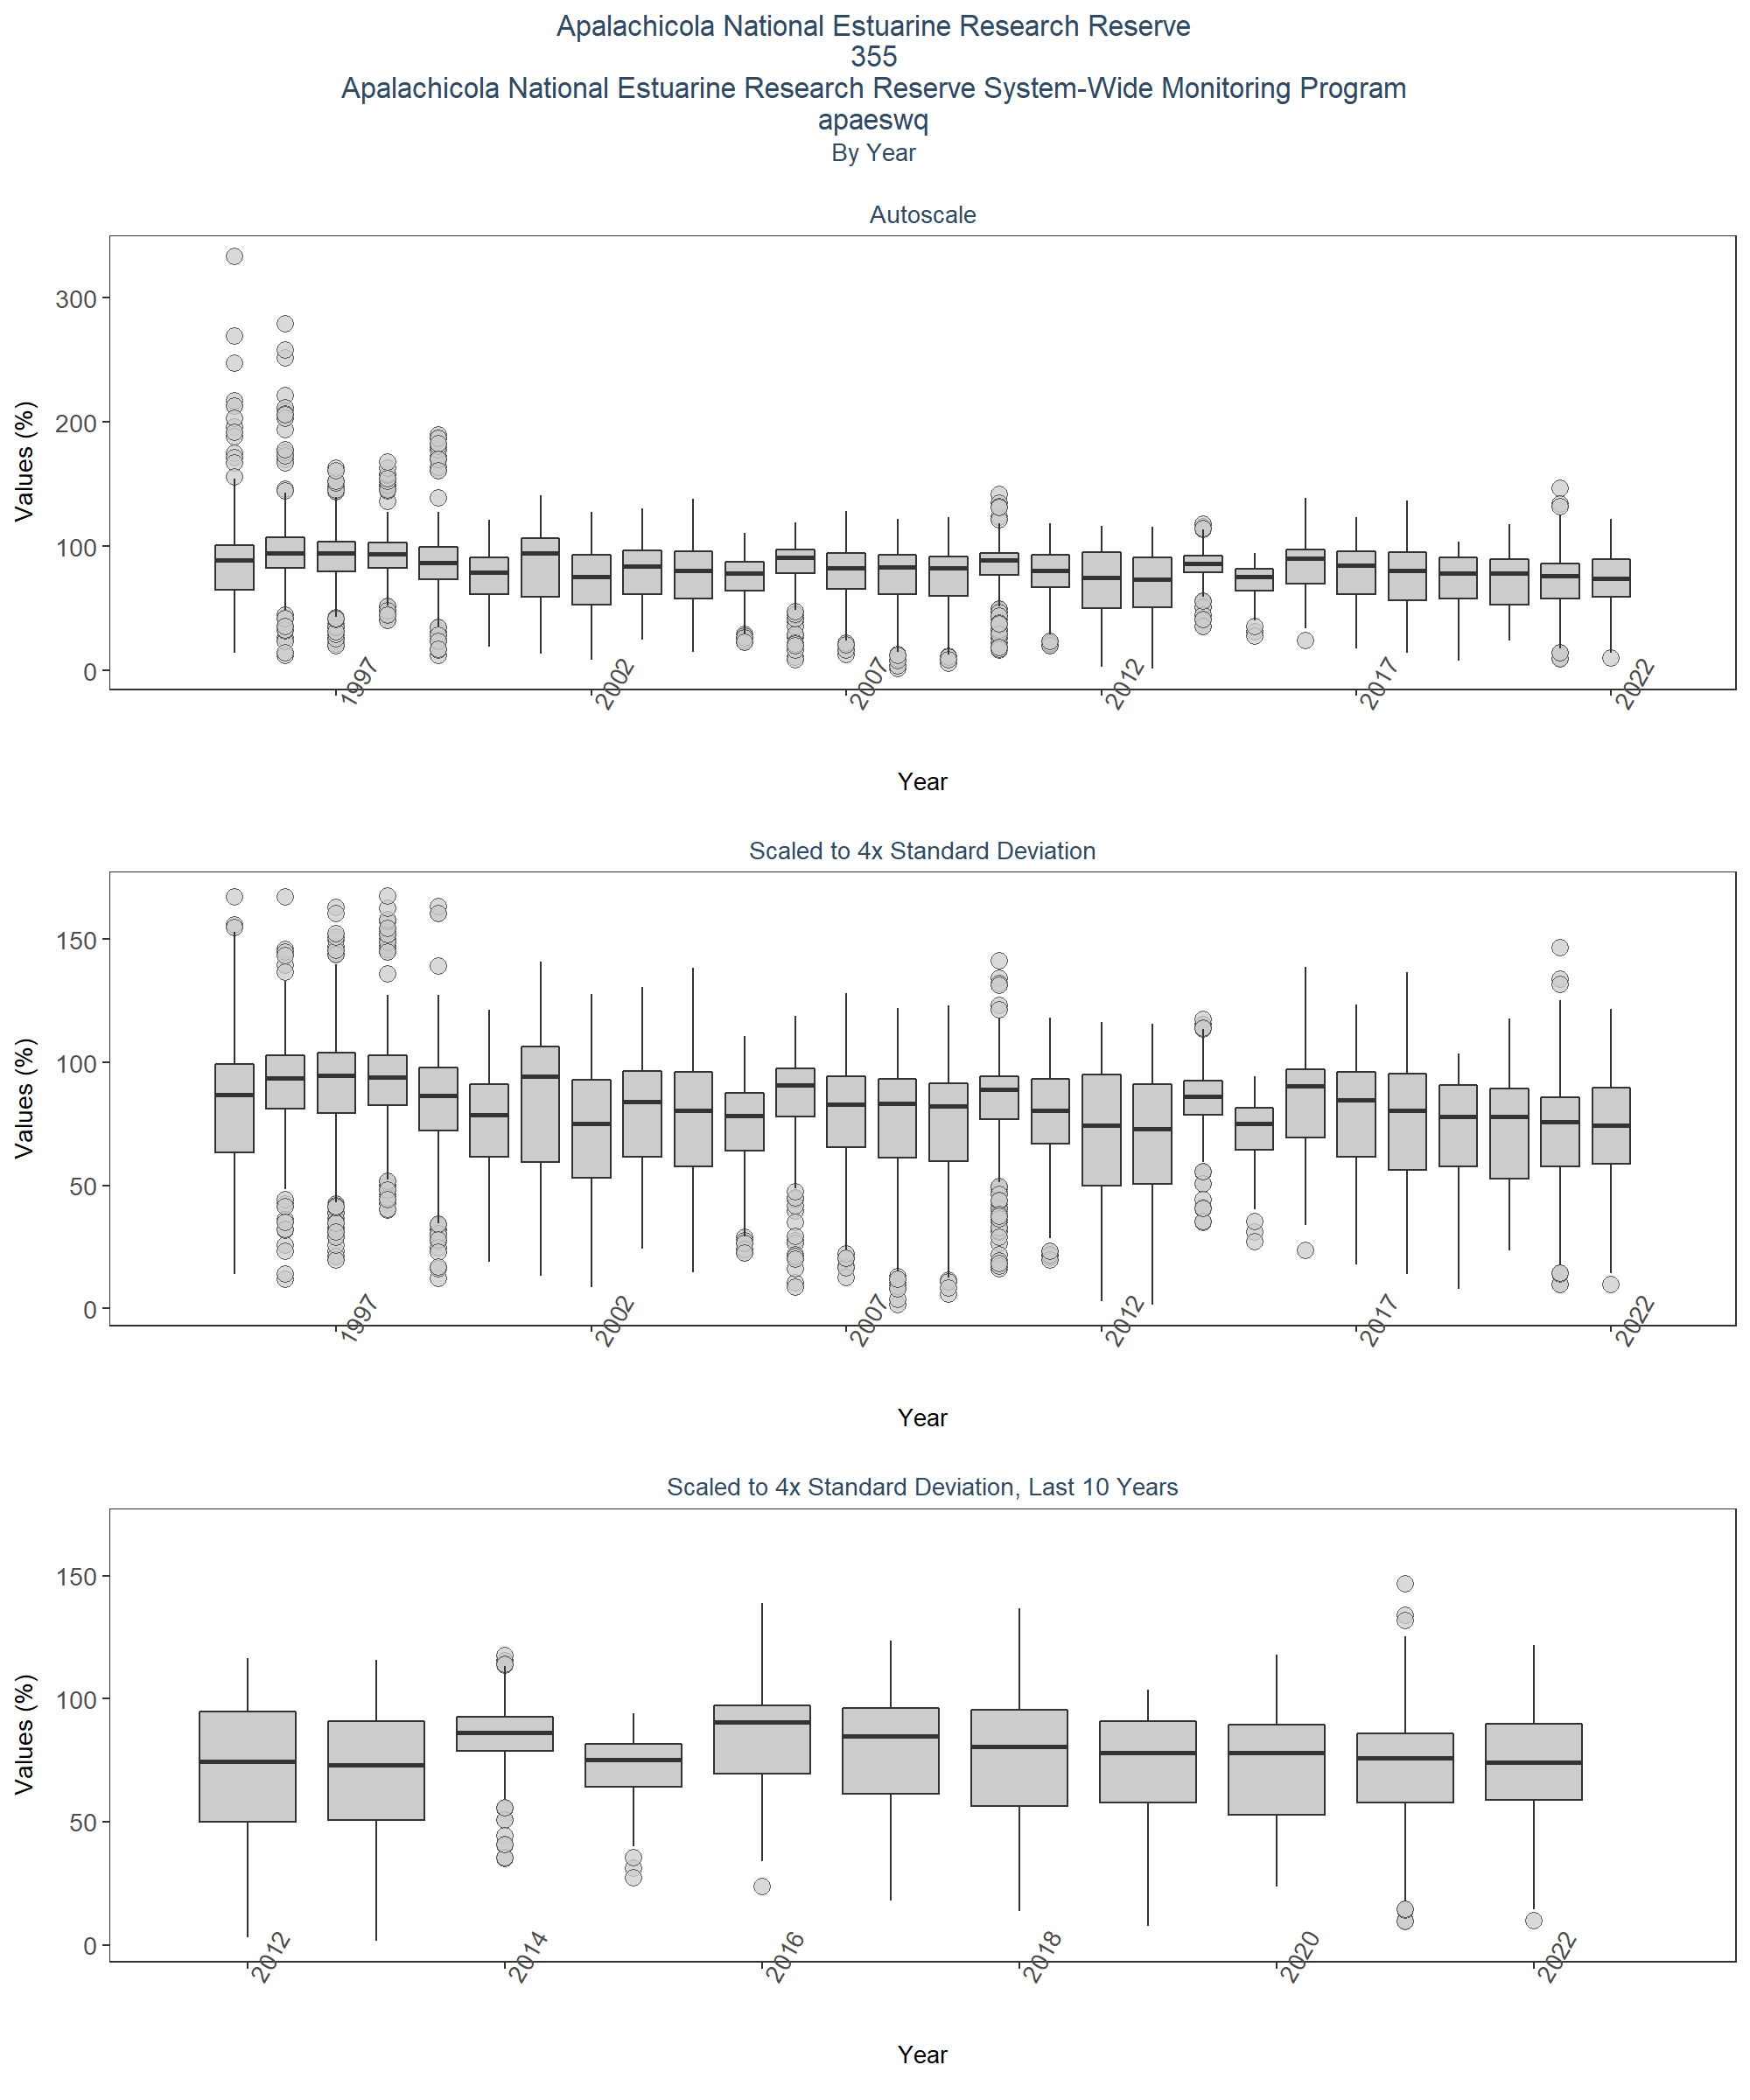 Apalachicola National Estuarine Research Reserve
355
Apalachicola National Estuarine Research Reserve System-Wide Monitoring Program
apaeswq
By Year
Autoscale
Values (%)
300
200
100
0
1997
2002
2007
2012
2017
2022
Year
Scaled to 4x Standard Deviation
Values (%)
150
100
50
0
1997
2002
2007
2012
2017
2022
Year
Scaled to 4x Standard Deviation, Last 10 Years
Values (%)
150
100
50
0
2012
2014
2016
2018
2020
2022
Year